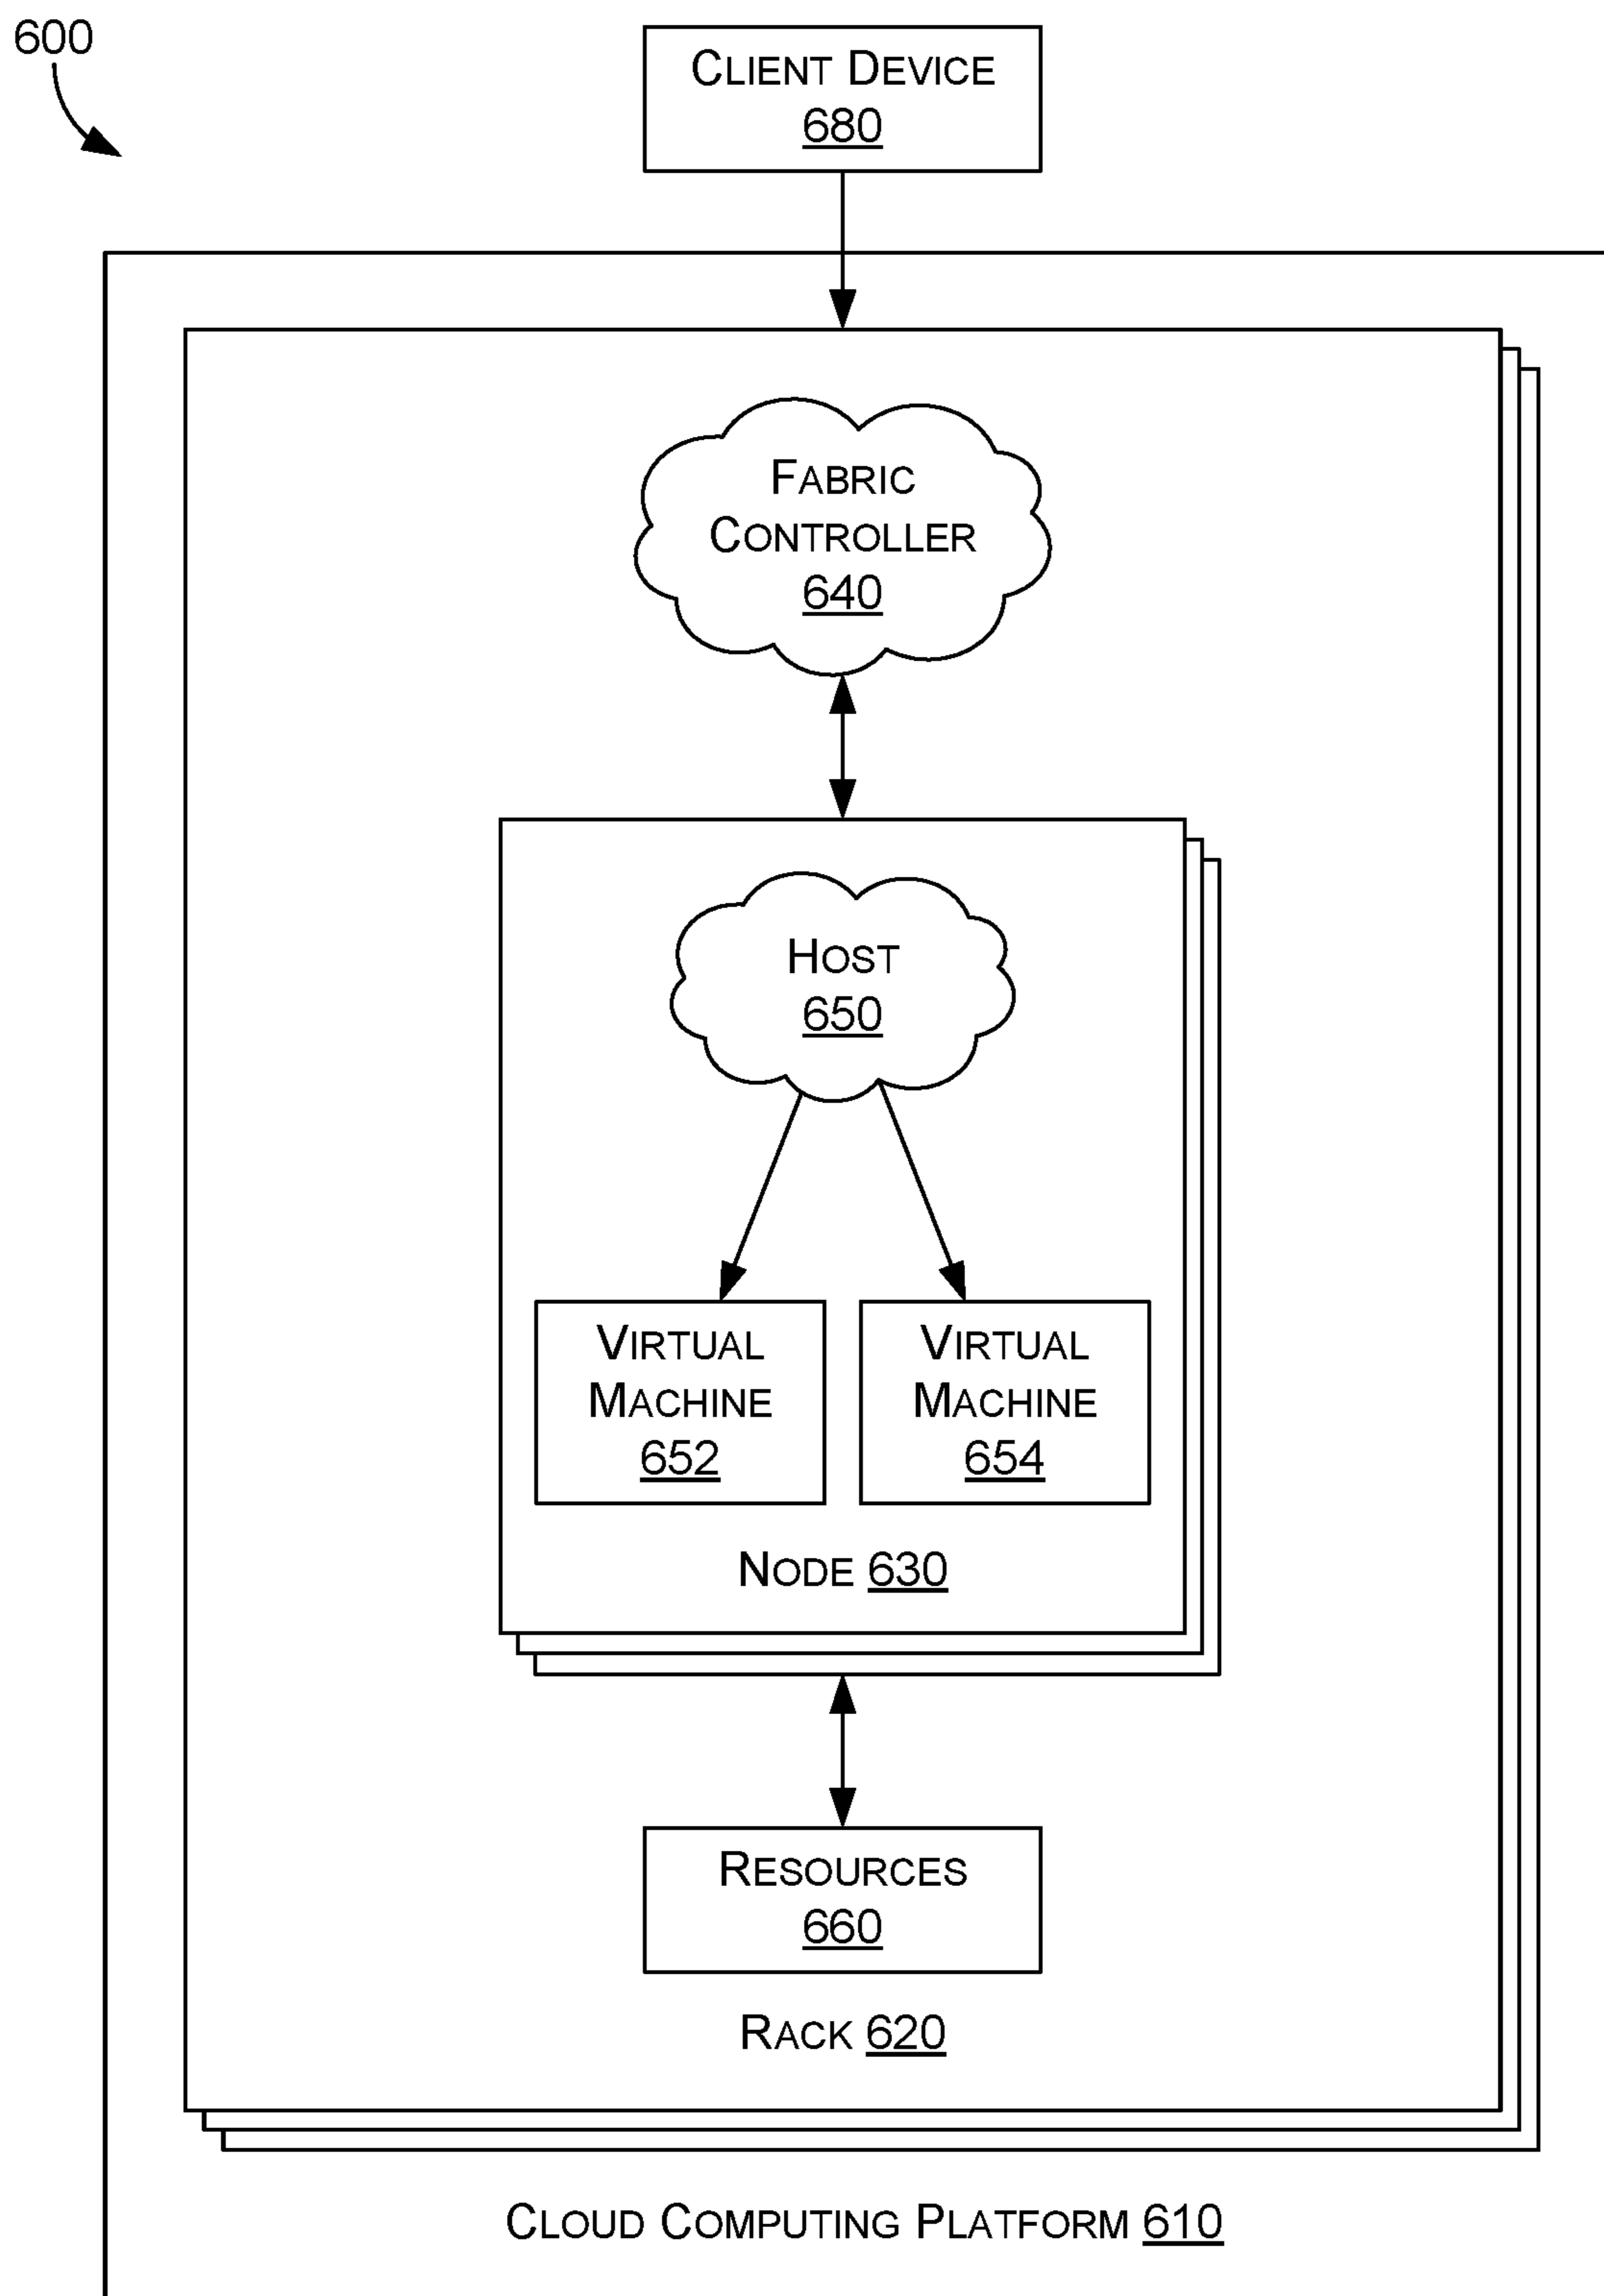 600
CLIENT DEVICE
680
FABRIC
CONTROLLER
640
HOST
650
VIRTUAL
MACHINE
652
VIRTUAL
MACHINE
654
NODE 630
RESOURCES
660
RACK 620
CLOUD COMPUTING PLATFORM 610